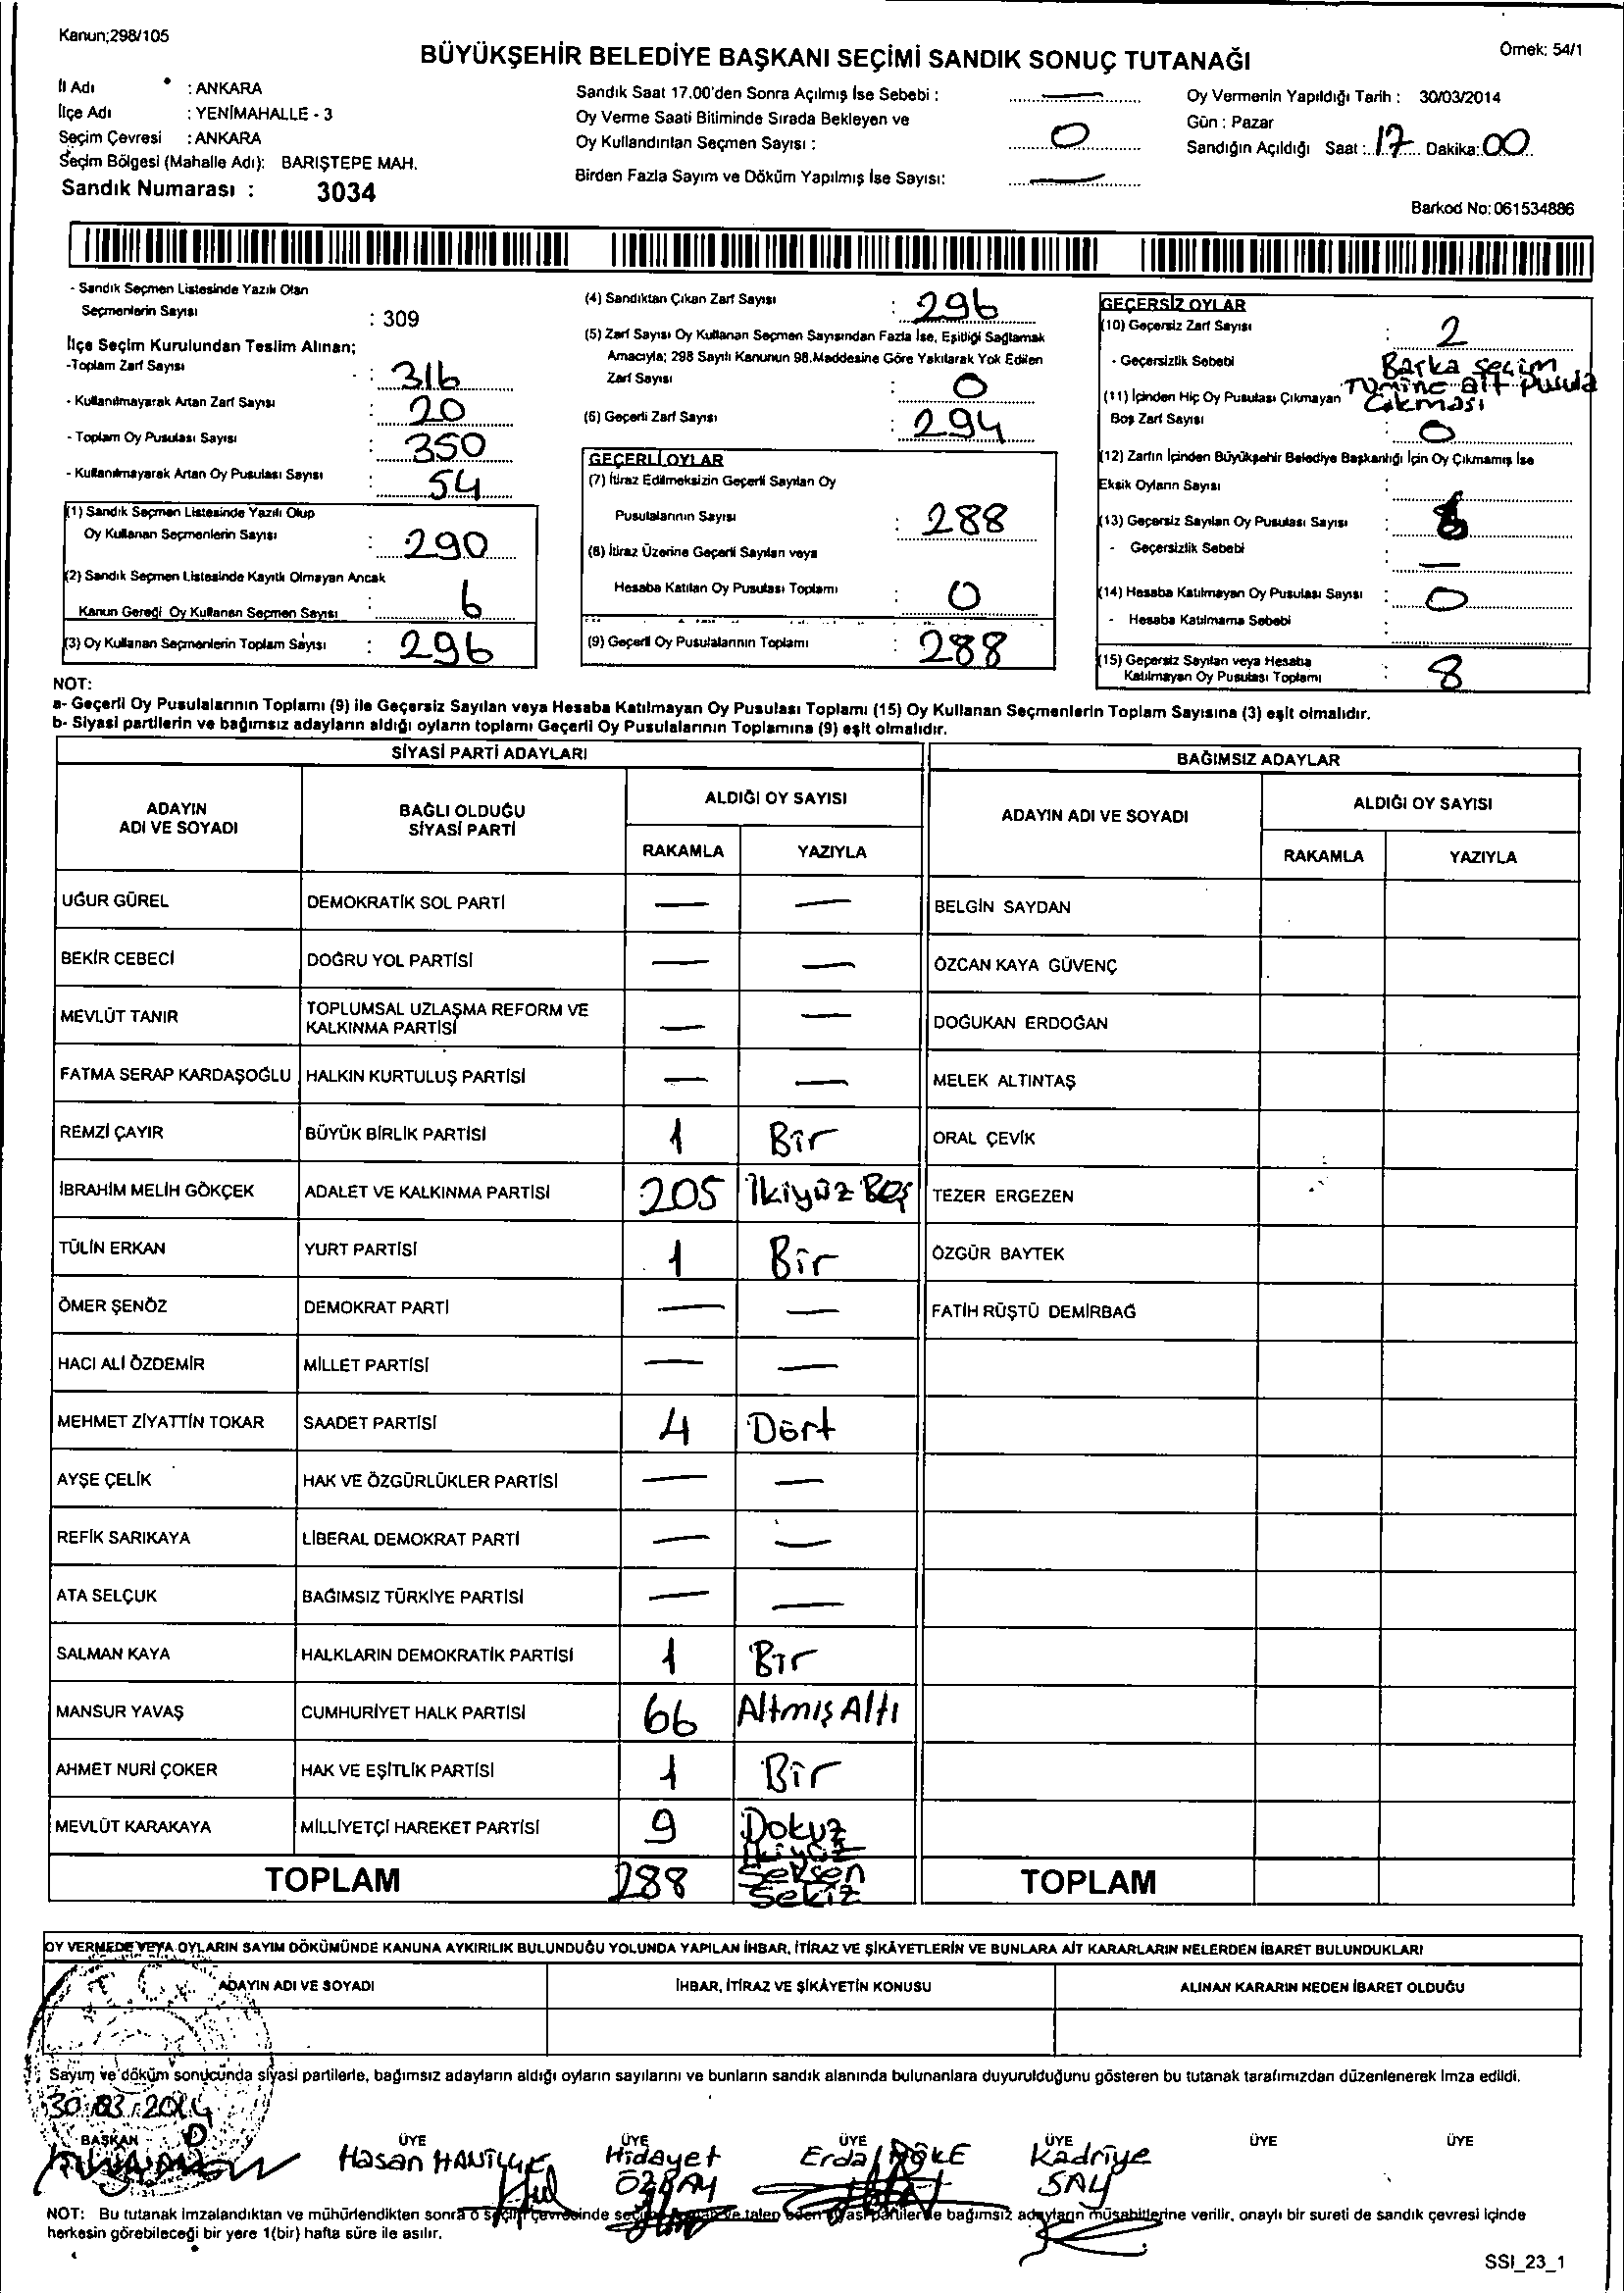 Kanun;298/105
BÜYÜKŞEHİR BELEDİYE BAŞKANI SEÇİMİ SANDIK SONUÇ TUTANAĞI
Örnek: 54/1
İl Adı : ANKARA
İlçe Adı : YENİMAHALLE - 3
Seçim Çevresi : ANKARA
Seçim Bölgesi (Mahalle Adı): BARIŞTEPE MAH.
Sandık Numarası : 3034
Sandık Saat 17.00'den Sonra Açılmış İse Sebebi : —
Oy Verme Saati Bitiminde Sırada Bekleyen ve
Oy Kullandırılan Seçmen Sayısı : 0
Birden Fazla Sayım ve Döküm Yapılmış İse Sayısı: —
Oy Vermenin Yapıldığı Tarih : 30/03/2014
Gün : Pazar
Sandığın Açıldığı Saat : 17 Dakika: 00
Barkod No: 061534886
- Sandık Seçmen Listesinde Yazılı Olan
Seçmenlerin Sayısı : 309
İlçe Seçim Kurulundan Teslim Alınan;
-Toplam Zarf Sayısı : 316
- Kullanılmayarak Artan Zarf Sayısı : 20
- Toplam Oy Pusulası Sayısı : 350
- Kullanılmayarak Artan Oy Pusulası Sayısı : 54
(1) Sandık Seçmen Listesinde Yazılı Olup
Oy Kullanan Seçmenlerin Sayısı : 290
(2) Sandık Seçmen Listesinde Kayıtlı Olmayan Ancak
Kanun Gereği Oy Kullanan Seçmen Sayısı : 6
(3) Oy Kullanan Seçmenlerin Toplam Sayısı : 296
(4) Sandıktan Çıkan Zarf Sayısı : 296
(5) Zarf Sayısı Oy Kullanan Seçmen Sayısından Fazla İse, Eşitliği Sağlamak
Amacıyla; 298 Sayılı Kanunun 98.Maddesine Göre Yakılarak Yok Edilen
Zarf Sayısı : 0
(6) Geçerli Zarf Sayısı : 294
GEÇERLİ OYLAR
(7) İtiraz Edilmeksizin Geçerli Sayılan Oy
Pusulalarının Sayısı : 288
(8) İtiraz Üzerine Geçerli Sayılan veya
Hesaba Katılan Oy Pusulası Toplamı : 0
(9) Geçerli Oy Pusulalarının Toplamı : 288
GEÇERSİZ OYLAR
(10) Geçersiz Zarf Sayısı : 2
- Geçersizlik Sebebi Barka seçim
Tümine ait Pusula
Çıkması
(11) İçinden Hiç Oy Pusulası Çıkmayan
Boş Zarf Sayısı : 0
(12) Zarfın İçinden Büyükşehir Belediye Başkanlığı İçin Oy Çıkmamış İse
Eksik Oyların Sayısı :
(13) Geçersiz Sayılan Oy Pusulası Sayısı :
- Geçersizlik Sebebi : —
(14) Hesaba Katılmayan Oy Pusulası Sayısı : 0
- Hesaba Katılmama Sebebi :
(15) Geçersiz Sayılan veya Hesaba
Katılmayan Oy Pusulası Toplamı : 8
NOT:
a- Geçerli Oy Pusulalarının Toplamı (9) ile Geçersiz Sayılan veya Hesaba Katılmayan Oy Pusulası Toplamı (15) Oy Kullanan Seçmenlerin Toplam Sayısına (3) eşit olmalıdır.
b- Siyasi partilerin ve bağımsız adayların aldığı oyların toplamı Geçerli Oy Pusulalarının Toplamına (9) eşit olmalıdır.
SİYASİ PARTİ ADAYLARI
ADAYIN ADI VE SOYADI BAĞLI OLDUĞU SİYASİ PARTİ ALDIĞI OY SAYISI
RAKAMLA YAZIYLA
UĞUR GÜREL DEMOKRATİK SOL PARTİ — —
BEKİR CEBECİ DOĞRU YOL PARTİSİ — —
MEVLÜT TANIR TOPLUMSAL UZLAŞMA REFORM VE KALKINMA PARTİSİ — —
FATMA SERAP KARDAŞOĞLU HALKIN KURTULUŞ PARTİSİ — —
REMZİ ÇAYIR BÜYÜK BİRLİK PARTİSİ 1 Bir
İBRAHİM MELİH GÖKÇEK ADALET VE KALKINMA PARTİSİ 205 İkiyüz Beş
TÜLİN ERKAN YURT PARTİSİ 1 Bir
ÖMER ŞENÖZ DEMOKRAT PARTİ — —
HACI ALİ ÖZDEMİR MİLLET PARTİSİ — —
MEHMET ZİYATTİN TOKAR SAADET PARTİSİ 4 Dört
AYŞE ÇELİK HAK VE ÖZGÜRLÜKLER PARTİSİ — —
REFİK SARIKAYA LİBERAL DEMOKRAT PARTİ — —
ATA SELÇUK BAĞIMSIZ TÜRKİYE PARTİSİ — —
SALMAN KAYA HALKLARIN DEMOKRATİK PARTİSİ 1 Bir
MANSUR YAVAŞ CUMHURİYET HALK PARTİSİ 66 Altmış Altı
AHMET NURİ ÇOKER HAK VE EŞİTLİK PARTİSİ 1 Bir
MEVLÜT KARAKAYA MİLLİYETÇİ HAREKET PARTİSİ 9 Dokuz
TOPLAM 288 İkiyüz Seksen Sekiz
BAĞIMSIZ ADAYLAR
ADAYIN ADI VE SOYADI ALDIĞI OY SAYISI
RAKAMLA YAZIYLA
BELGİN SAYDAN
ÖZCAN KAYA GÜVENÇ
DOĞUKAN ERDOĞAN
MELEK ALTINTAŞ
ORAL ÇEVİK
TEZER ERGEZEN
ÖZGÜR BAYTEK
FATİH RÜŞTÜ DEMİRBAĞ
TOPLAM
OY VERMEDE VEYA OYLARIN SAYIM DÖKÜMÜNDE KANUNA AYKIRILIK BULUNDUĞU YOLUNDA YAPILAN İHBAR, İTİRAZ VE ŞİKÂYETLERİN VE BUNLARA AİT KARARLARIN NELERDEN İBARET BULUNDUKLARI
ADAYIN ADI VE SOYADI İHBAR, İTİRAZ VE ŞİKÂYETİN KONUSU ALINAN KARARIN NEDEN İBARET OLDUĞU
Sayım ve döküm sonucunda siyasi partilerle, bağımsız adayların aldığı oyların sayılarını ve bunların sandık alanında bulunanlara duyurulduğunu gösteren bu tutanak tarafımızdan düzenlenerek imza edildi.
30.03.2014
BAŞKAN ÜYE ÜYE ÜYE ÜYE ÜYE ÜYE
Hasan Hidayet Erdal Kadriye
ÖZBAY SAY
NOT: Bu tutanak imzalandıktan ve mühürlendikten sonra o seçim çevresinde talep eden siyasi partiler ve bağımsız adayların müşahitlerine verilir, onaylı bir sureti de sandık çevresi içinde
herkesin görebileceği bir yere 1(bir) hafta süre ile asılır.
SSI_23_1